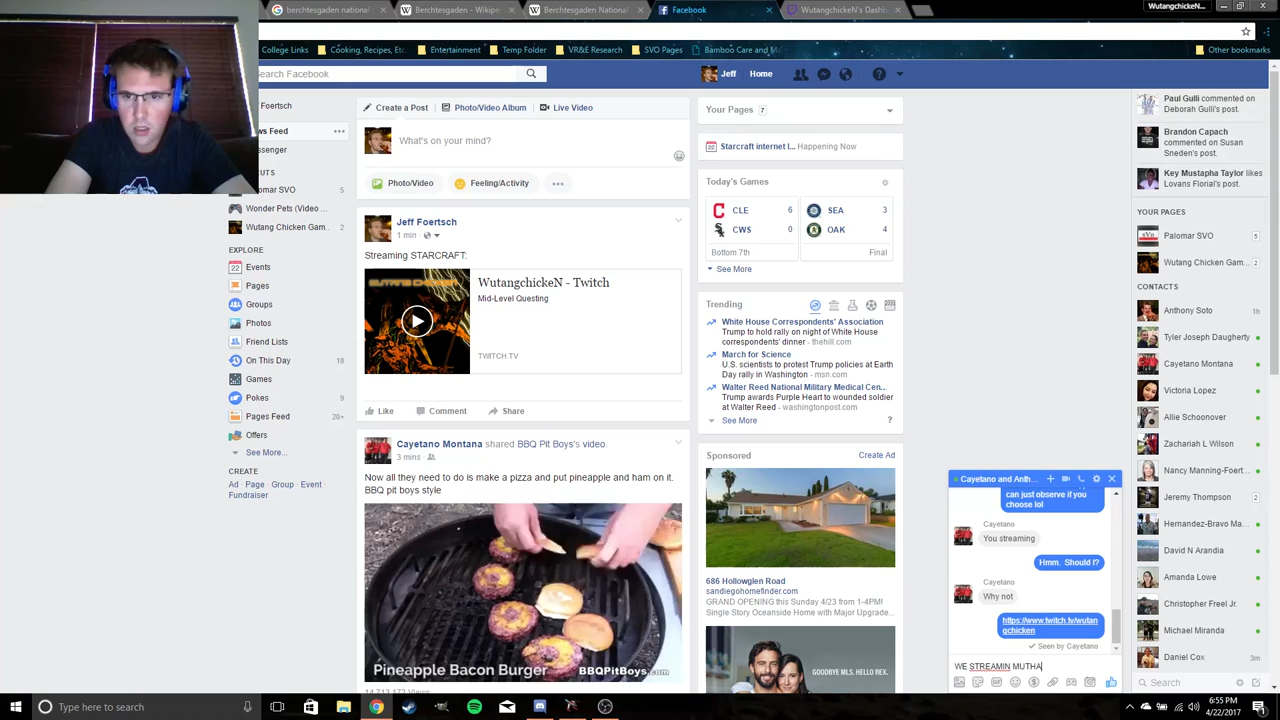 berchtesgaden national
Berchtesgaden - Wikipe
Berchtesgaden National
Facebook
WutangchickeN's Dashb
WutangchickeN...
College Links
Cooking, Recipes, Etc
Entertainment
Temp Folder
VR&E Research
SVO Pages
Bamboo Care and Ma
Other bookmarks
Search Facebook
Jeff
Home
Foertsch
ws Feed
ssenger
CUTS
Palomar SVO
5
Wonder Pets (Video ...
Wutang Chicken Gam..
2
EXPLORE
Events
Pages
Groups
Photos
Friend Lists
On This Day
18
Games
Pokes
9
Pages Feed
20+
Offers
See More...
CREATE
Ad · Page · Group · Event ·
Fundraiser
Create a Post
Photo/Video Album
Live Video
What's on your mind?
Photo/Video
Feeling/Activity
Jeff Foertsch
1 min ·
Streaming STARCRAFT:
WUTANG CHICKEN
WutangchickeN - Twitch
Mid-Level Questing
TWITCH.TV
Like
Comment
Share
Cayetano Montana shared BBQ Pit Boys's video.
3 mins ·
Now all they need to do is make a pizza and put pineapple and ham on it.
BBQ pit boys style
Pineapple Bacon Burger
BBQPitBoys.com
14,713,172 Views
Your Pages 7
Starcraft internet l... Happening Now
Today's Games
CLE 6
CWS 0
Bottom 7th
SEA 3
OAK 4
Final
See More
Trending
White House Correspondents' Association
Trump to hold rally on night of White House
correspondents' dinner - thehill.com
March for Science
U.S. scientists to protest Trump policies at Earth
Day rally in Washington - msn.com
Walter Reed National Military Medical Cen...
Trump awards Purple Heart to wounded soldier
at Walter Reed - washingtonpost.com
See More
?
Sponsored
Create Ad
686 Hollowglen Road
sandiegohomefinder.com
GRAND OPENING this Sunday 4/23 from 1-4PM!
Single Story Oceanside Home with Major Upgrade...
GOODBYE MLS. HELLO REX.
Paul Gulli commented on
Deborah Gulli's post.
Brandon Capach
commented on Susan
Sneden's post.
Key Mustapha Taylor likes
Lovans Florial's post.
YOUR PAGES
Palomar SVO
5
Wutang Chicken Gam...
2
CONTACTS
Anthony Soto
1h
Tyler Joseph Daugherty
Cayetano Montana
Victoria Lopez
Allie Schoonover
Zachariah L Wilson
Nancy Manning-Foert...
Jeremy Thompson
2
Hernandez-Bravo Ma...
David N Arandia
Amanda Lowe
Christopher Freei Jr.
Michael Miranda
Daniel Cox
3m
Search
Cayetano and Anth...
can just observe if you
choose lol
Cayetano
You streaming
Hmm. Should I?
Cayetano
Why not
https://www.twitch.tv/wutan
gchicken
Seen by Cayetano
WE STREAMIN MUTHA
Type here to search
6:55 PM
4/22/2017